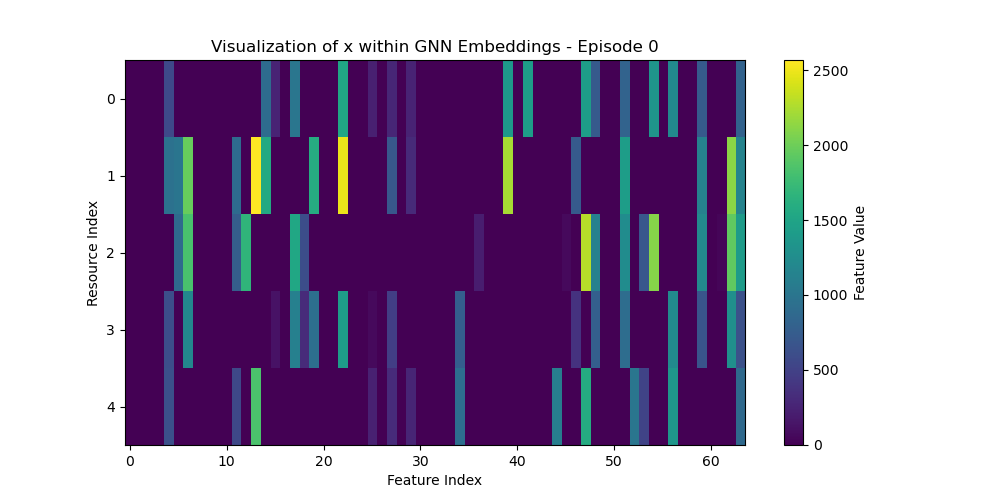 Visualization of x within GNN Embeddings - Episode 0
Resource Index
0
1
2
3
4
0 10 20 30 40 50 60
Feature Index
2500
2000
1500
1000
500
0
Feature Value